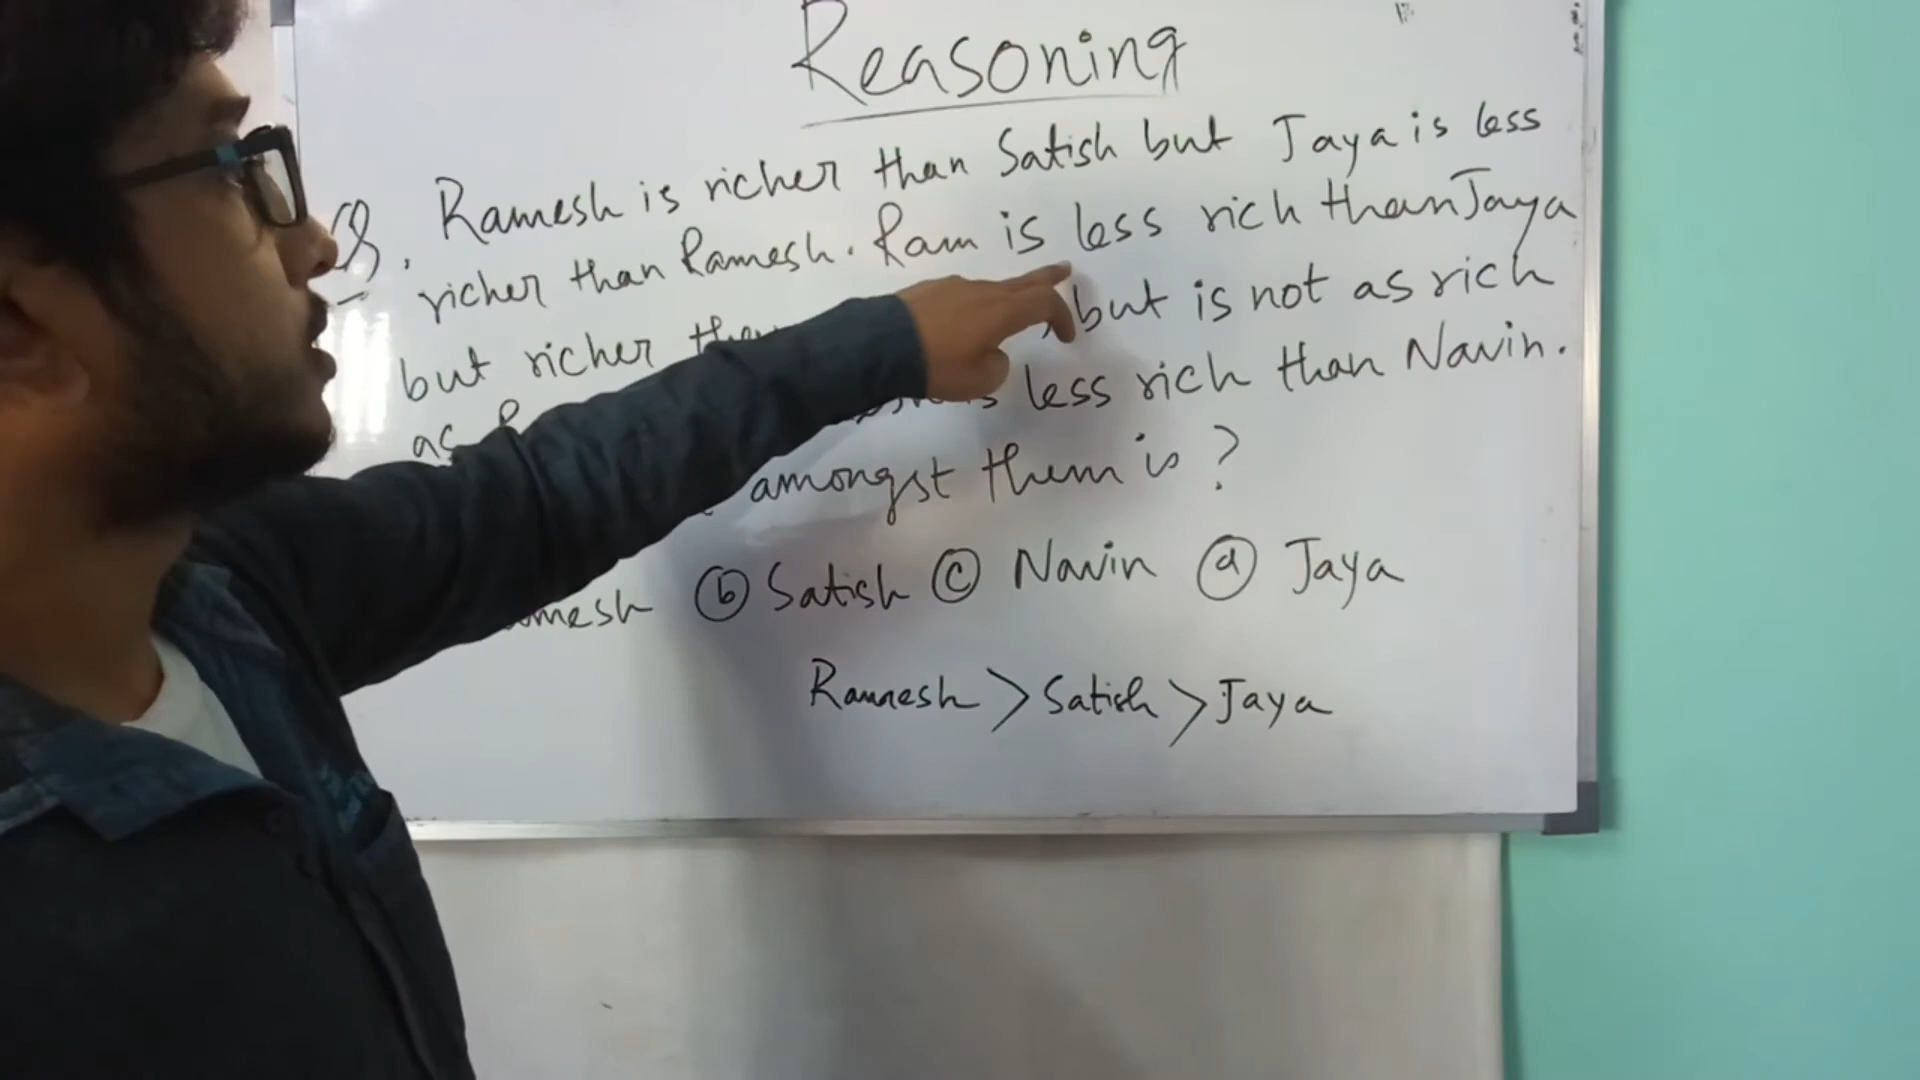 Reasoning
Q. Ramesh is richer than Satish but Jaya is less
richer than Ramesh. Ram is less rich than Jaya
but richer but is not as rich
as less rich than Navin.
amongst them is ?
(b) Satish (c) Navin (d) Jaya
Ramesh > Satish > Jaya